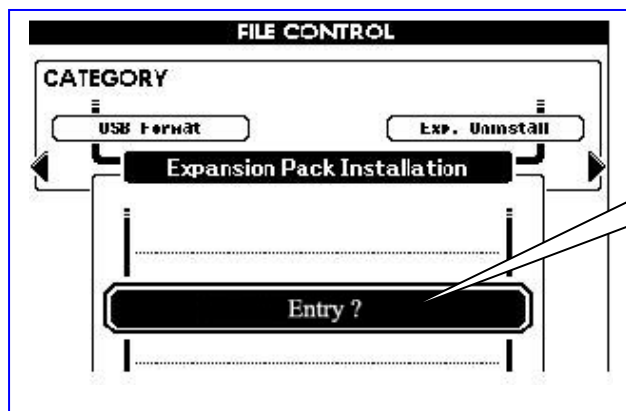 FILE CONTROL
CATEGORY
USB Format
Exp. Uninstall
Expansion Pack Installation
Entry ?